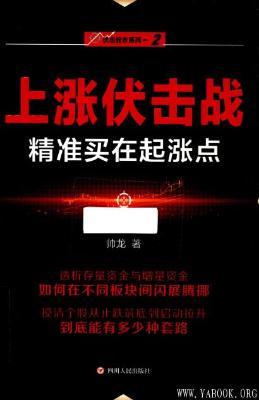 2
上涨伏击战
精准买在起涨点
帅龙 著
透析存量资金与增量资金
如何在不同板块间闪展腾挪
摸清个股从止跌筑底到启动拉升
到底能有多少种套路
四川人民出版社
WWW.YABOOK.ORG